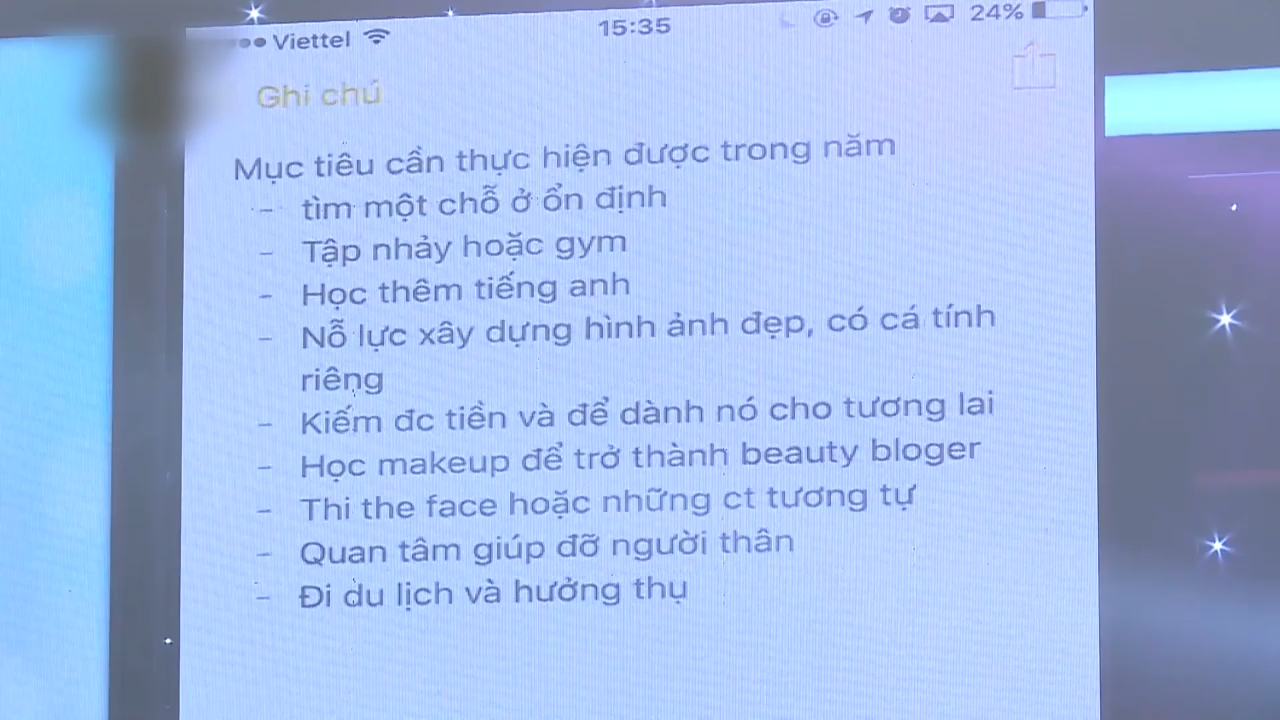 Viettel 15:35 24%
Ghi chú
Mục tiêu cần thực hiện được trong năm
- tìm một chỗ ở ổn định
- Tập nhảy hoặc gym
- Học thêm tiếng anh
- Nỗ lực xây dựng hình ảnh đẹp, có cá tính
riêng
- Kiếm đc tiền và để dành nó cho tương lai
- Học makeup để trở thành beauty bloger
- Thi the face hoặc những ct tương tự
- Quan tâm giúp đỡ người thân
- Đi du lịch và hưởng thụ